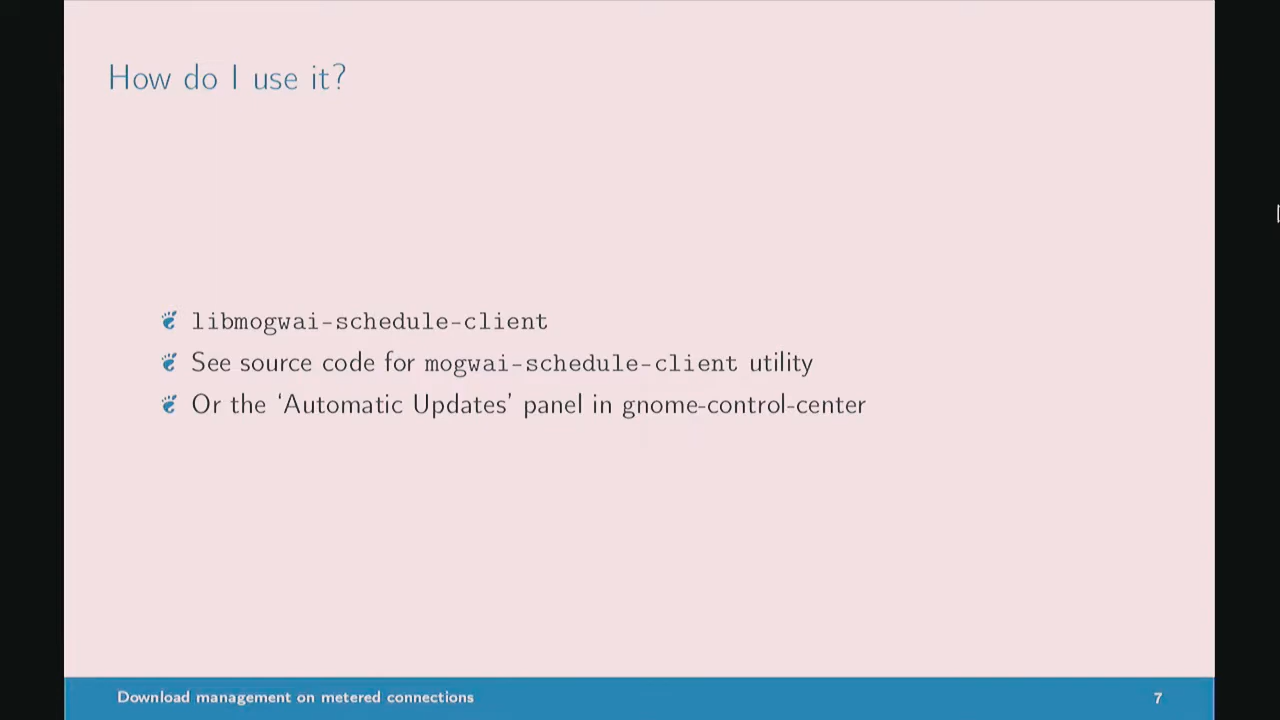 How do I use it?
libmogwai-schedule-client
See source code for mogwai-schedule-client utility
Or the ‘Automatic Updates’ panel in gnome-control-center
Download management on metered connections
7